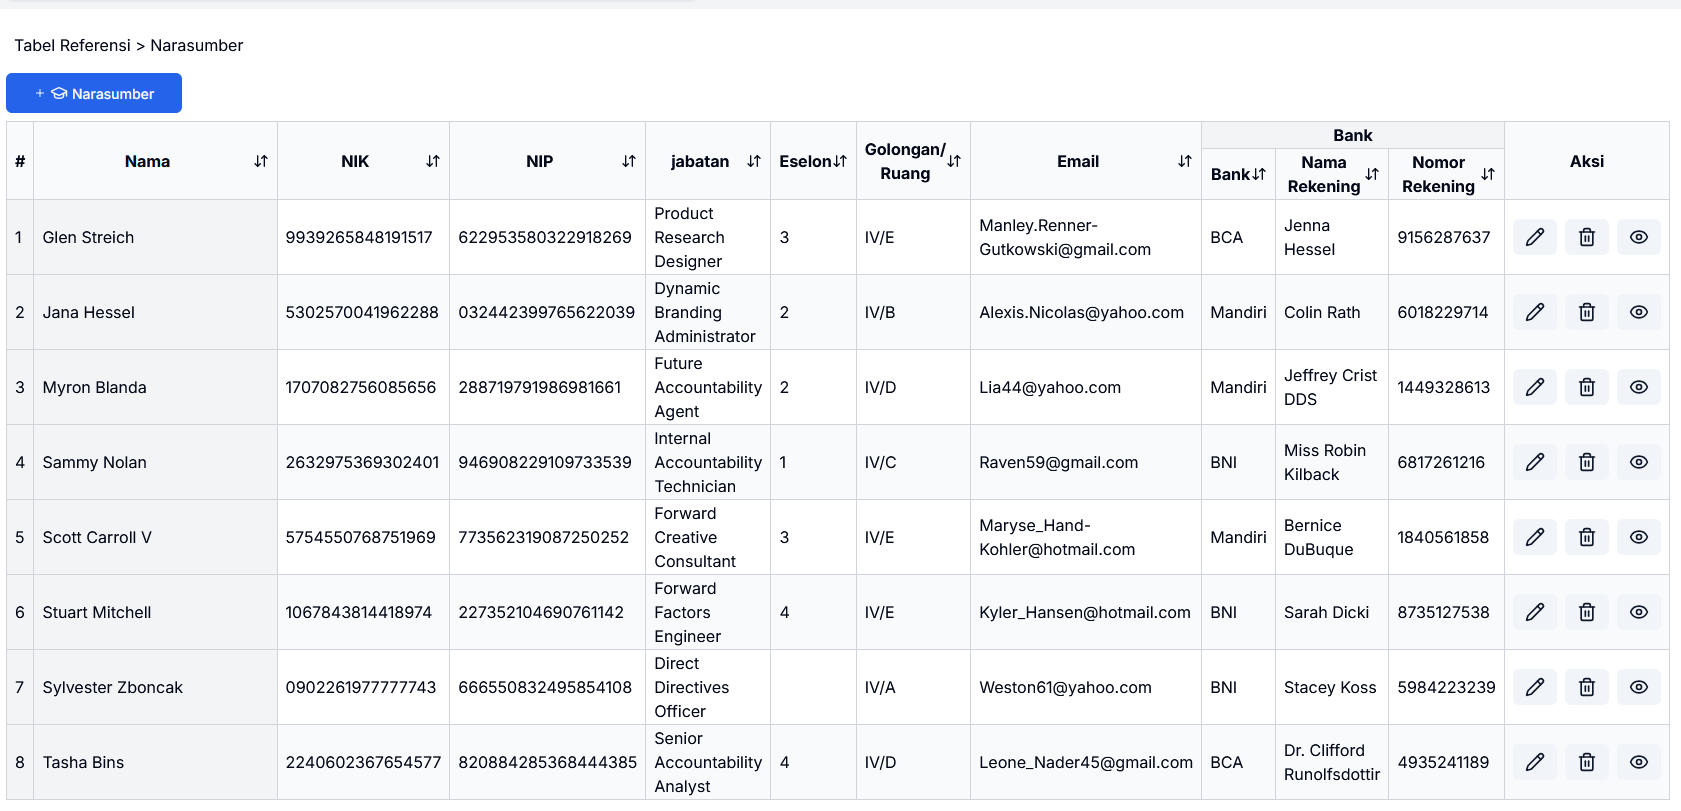 Tabel Referensi > Narasumber
+ Narasumber
# Nama NIK NIP jabatan Eselon Golongan/ Ruang Email Bank Aksi
Bank Nama Rekening Nomor Rekening
1 Glen Streich 9939265848191517 622953580322918269 Product Research Designer 3 IV/E Manley.Renner-Gutkowski@gmail.com BCA Jenna Hessel 9156287637
2 Jana Hessel 5302570041962288 032442399765622039 Dynamic Branding Administrator 2 IV/B Alexis.Nicolas@yahoo.com Mandiri Colin Rath 6018229714
3 Myron Blanda 1707082756085656 288719791986981661 Future Accountability Agent 2 IV/D Lia44@yahoo.com Mandiri Jeffrey Crist DDS 1449328613
4 Sammy Nolan 2632975369302401 946908229109733539 Internal Accountability Technician 1 IV/C Raven59@gmail.com BNI Miss Robin Kilback 6817261216
5 Scott Carroll V 5754550768751969 773562319087250252 Forward Creative Consultant 3 IV/E Maryse_Hand-Kohler@hotmail.com Mandiri Bernice DuBuque 1840561858
6 Stuart Mitchell 1067843814418974 227352104690761142 Forward Factors Engineer 4 IV/E Kyler_Hansen@hotmail.com BNI Sarah Dicki 8735127538
7 Sylvester Zboncak 0902261977777743 666550832495854108 Direct Directives Officer IV/A Weston61@yahoo.com BNI Stacey Koss 5984223239
8 Tasha Bins 2240602367654577 820884285368444385 Senior Accountability Analyst 4 IV/D Leone_Nader45@gmail.com BCA Dr. Clifford Runolfsdottir 4935241189